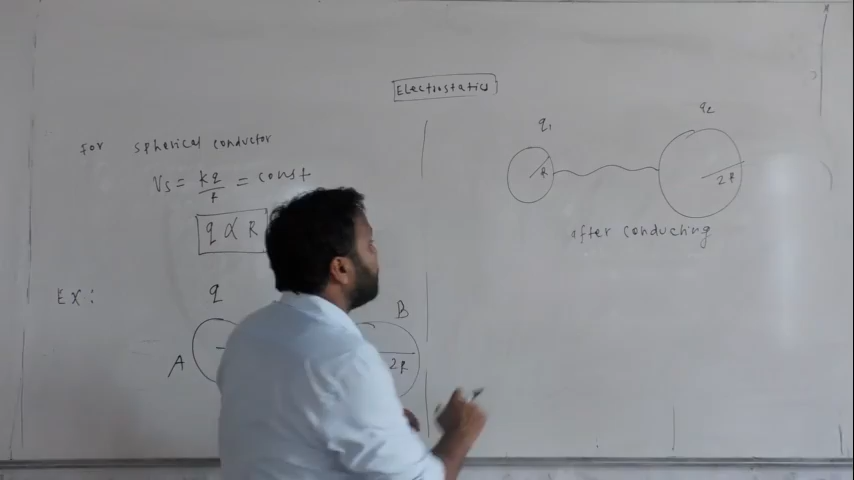 Electrostatics
for spherical conductor
Vs = kq/r = const
q ∝ R
Ex:
q
A
B
2R
q1
q2
R
2R
after conducting